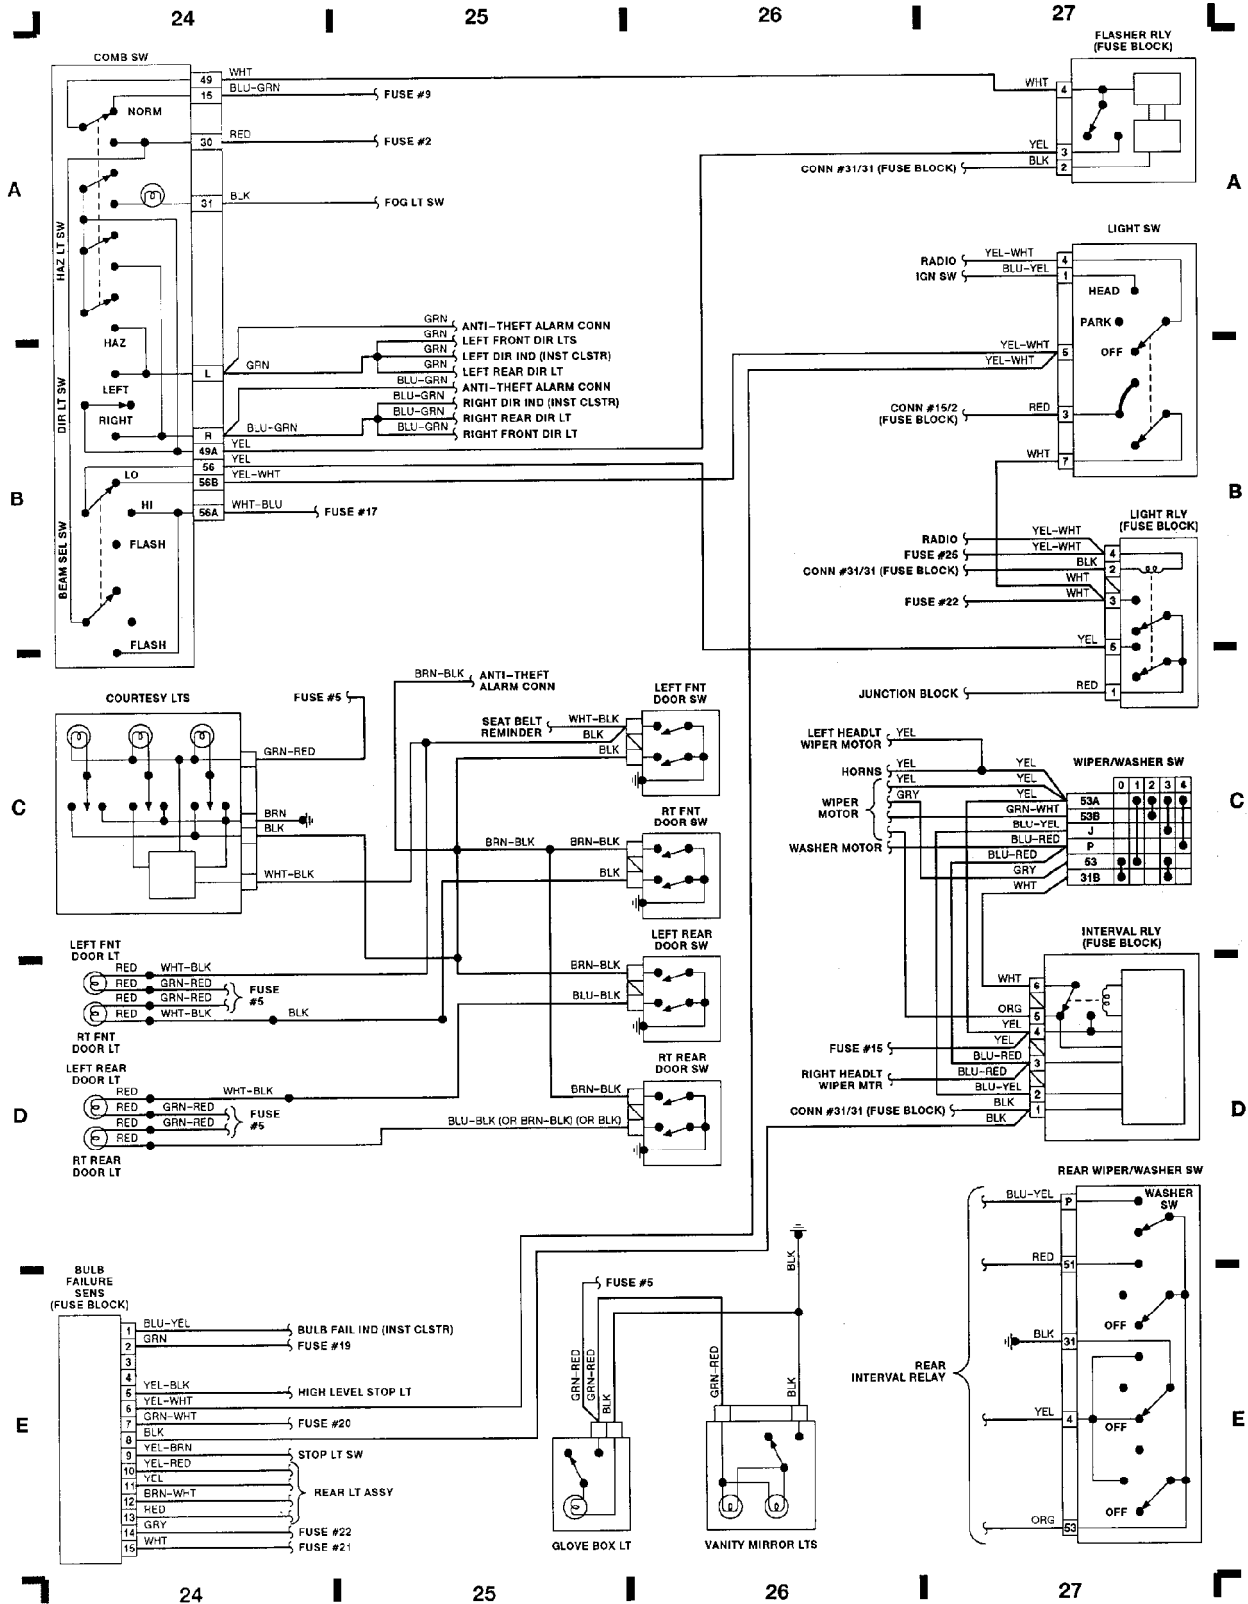 24
25
26
27
COMB SW
49
WHT
15
BLU-GRN
FUSE #9
NORM
30
RED
FUSE #2
31
BLK
FOG LT SW
HAZ LT SW
HAZ
DIR LT SW
LEFT
RIGHT
L
GRN
GRN
ANTI-THEFT ALARM CONN
GRN
LEFT FRONT DIR LTS
GRN
LEFT DIR IND (INST CLSTR)
GRN
LEFT REAR DIR LT
BLU-GRN
ANTI-THEFT ALARM CONN
BLU-GRN
RIGHT DIR IND (INST CLSTR)
BLU-GRN
RIGHT REAR DIR LT
BLU-GRN
RIGHT FRONT DIR LT
R
BLU-GRN
49A
YEL
56
YEL
56B
YEL-WHT
56A
WHT-BLU
FUSE #17
BEAM SEL SW
LO
HI
FLASH
FLASH
A
B
C
D
E
FLASHER RLY
(FUSE BLOCK)
WHT
4
YEL
3
BLK
2
CONN #31/31 (FUSE BLOCK)
A
LIGHT SW
RADIO
YEL-WHT
4
IGN SW
BLU-YEL
1
HEAD
PARK
OFF
YEL-WHT
YEL-WHT
5
CONN #15/2
(FUSE BLOCK)
RED
3
WHT
7
B
LIGHT RLY
(FUSE BLOCK)
RADIO
YEL-WHT
FUSE #26
YEL-WHT
4
CONN #31/31 (FUSE BLOCK)
BLK
2
WHT
FUSE #22
WHT
3
YEL
5
JUNCTION BLOCK
RED
1
COURTESY LTS
FUSE #5
GRN-RED
BRN
BLK
WHT-BLK
BRN-BLK
ANTI-THEFT
ALARM CONN
SEAT BELT
REMINDER
WHT-BLK
BLK
BLK
LEFT FNT
DOOR SW
RT FNT
DOOR SW
BRN-BLK
BRN-BLK
BLK
LEFT REAR
DOOR SW
BRN-BLK
BLU-BLK
RT REAR
DOOR SW
BRN-BLK
BLU-BLK (OR BRN-BLK) (OR BLK)
LEFT FNT
DOOR LT
RED
WHT-BLK
RED
GRN-RED
RED
GRN-RED
FUSE
#5
RED
WHT-BLK
BLK
RT FNT
DOOR LT
LEFT REAR
DOOR LT
RED
WHT-BLK
RED
GRN-RED
RED
GRN-RED
FUSE
#5
RED
RT REAR
DOOR LT
LEFT HEADLT
WIPER MOTOR
YEL
HORNS
YEL
YEL
YEL
YEL
GRY
YEL
WIPER
MOTOR
GRN-WHT
BLU-YEL
WASHER MOTOR
BLU-RED
BLU-RED
GRY
WHT
WIPER/WASHER SW
0
1
2
3
4
53A
53B
J
P
53
31B
C
INTERVAL RLY
(FUSE BLOCK)
WHT
6
ORG
5
YEL
4
FUSE #15
YEL
BLU-RED
3
RIGHT HEADLT
WIPER MTR
BLU-RED
BLU-YEL
2
CONN #31/31 (FUSE BLOCK)
BLK
1
BLK
D
REAR WIPER/WASHER SW
BLU-YEL
P
WASHER
SW
RED
51
OFF
BLK
31
REAR
INTERVAL RELAY
YEL
4
OFF
OFF
ORG
53
E
BULB
FAILURE
SENS
(FUSE BLOCK)
1
BLU-YEL
BULB FAIL IND (INST CLSTR)
2
GRN
FUSE #19
3
4
5
YEL-BLK
HIGH LEVEL STOP LT
6
YEL-WHT
7
GRN-WHT
FUSE #20
8
BLK
9
YEL-BRN
STOP LT SW
10
YEL-RED
11
YEL
REAR LT ASSY
12
BRN-WHT
13
RED
14
GRY
FUSE #22
15
WHT
FUSE #21
FUSE #5
GRN-RED
GRN-RED
BLK
GLOVE BOX LT
BLK
GRN-RED
BLK
VANITY MIRROR LTS
24
25
26
27